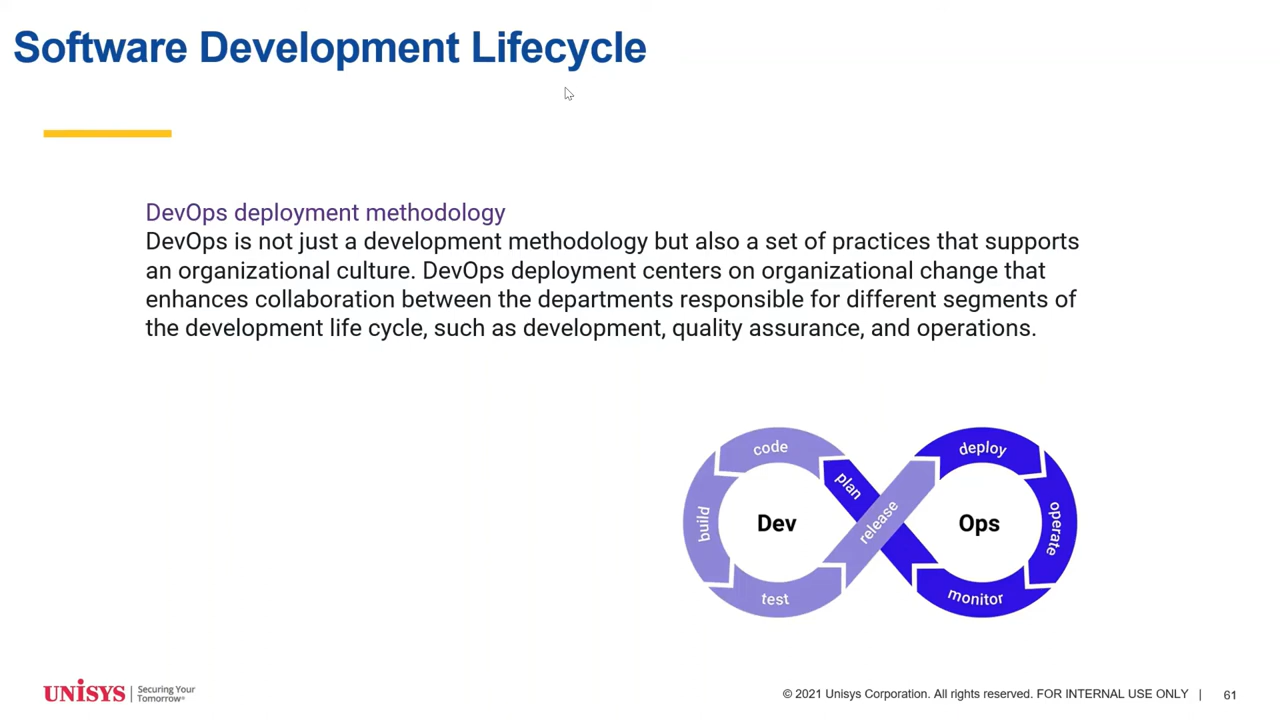 Software Development Lifecycle
DevOps deployment methodology
DevOps is not just a development methodology but also a set of practices that supports
an organizational culture. DevOps deployment centers on organizational change that
enhances collaboration between the departments responsible for different segments of
the development life cycle, such as development, quality assurance, and operations.
code
plan
build
Dev
test
release
deploy
Ops
operate
monitor
UNISYS
Securing Your
Tomorrow®
© 2021 Unisys Corporation. All rights reserved. FOR INTERNAL USE ONLY | 61